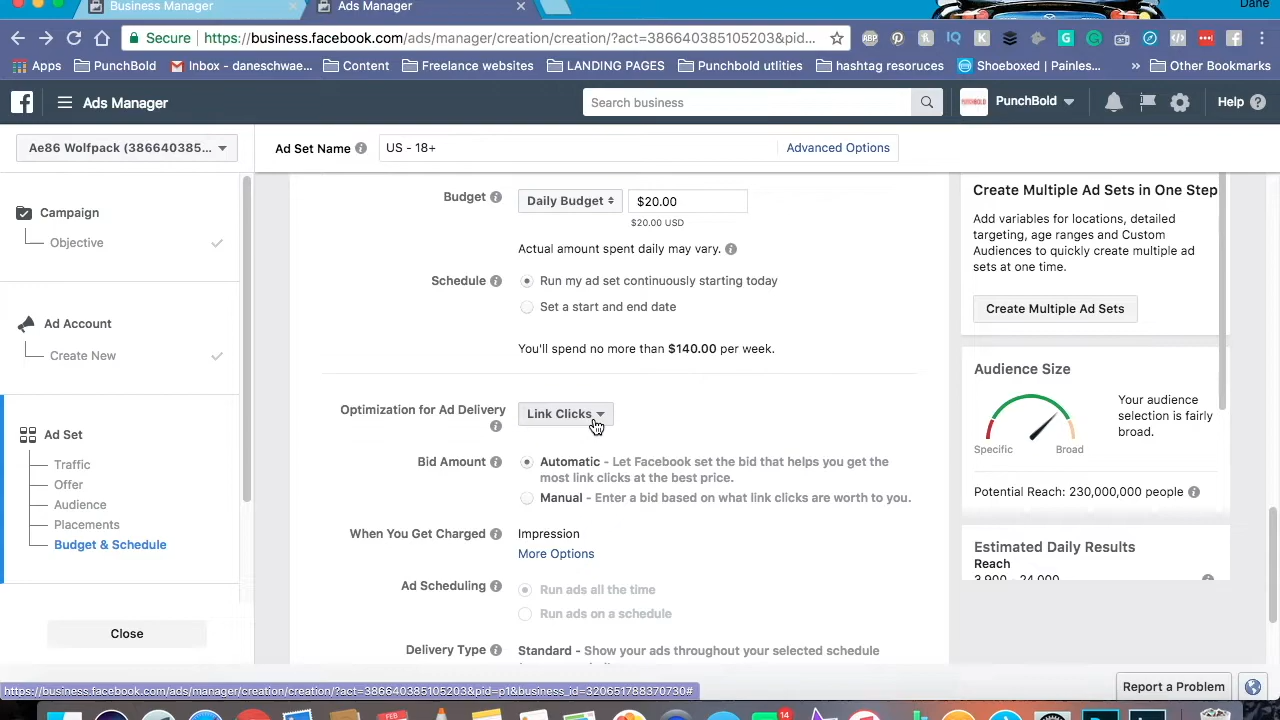 Business Manager
Ads Manager
Dane
Secure https://business.facebook.com/ads/manager/creation/creation/?act=386640385105203&pid...
Apps PunchBold Inbox - daneschwae... Content Freelance websites LANDING PAGES Punchbold utlities hashtag resoruces Shoeboxed | Painles... » Other Bookmarks
Ads Manager
Search business
PunchBold
Help
Ae86 Wolfpack (386640385...
Ad Set Name
US - 18+
Advanced Options
Campaign
Objective
Ad Account
Create New
Ad Set
Traffic
Offer
Audience
Placements
Budget & Schedule
Close
Budget
Daily Budget
$20.00
$20.00 USD
Actual amount spent daily may vary.
Schedule
Run my ad set continuously starting today
Set a start and end date
You'll spend no more than $140.00 per week.
Optimization for Ad Delivery
Link Clicks
Bid Amount
Automatic - Let Facebook set the bid that helps you get the
most link clicks at the best price.
Manual - Enter a bid based on what link clicks are worth to you.
When You Get Charged
Impression
More Options
Ad Scheduling
Run ads all the time
Run ads on a schedule
Delivery Type
Standard - Show your ads throughout your selected schedule
Create Multiple Ad Sets in One Step
Add variables for locations, detailed
targeting, age ranges and Custom
Audiences to quickly create multiple ad
sets at one time.
Create Multiple Ad Sets
Audience Size
Your audience
selection is fairly
broad.
Specific
Broad
Potential Reach: 230,000,000 people
Estimated Daily Results
Reach
3,900 - 24,000
Report a Problem
https://business.facebook.com/ads/manager/creation/creation/?act=386640385105203&pid=p1&business_id=320651788370730#
FEB
14